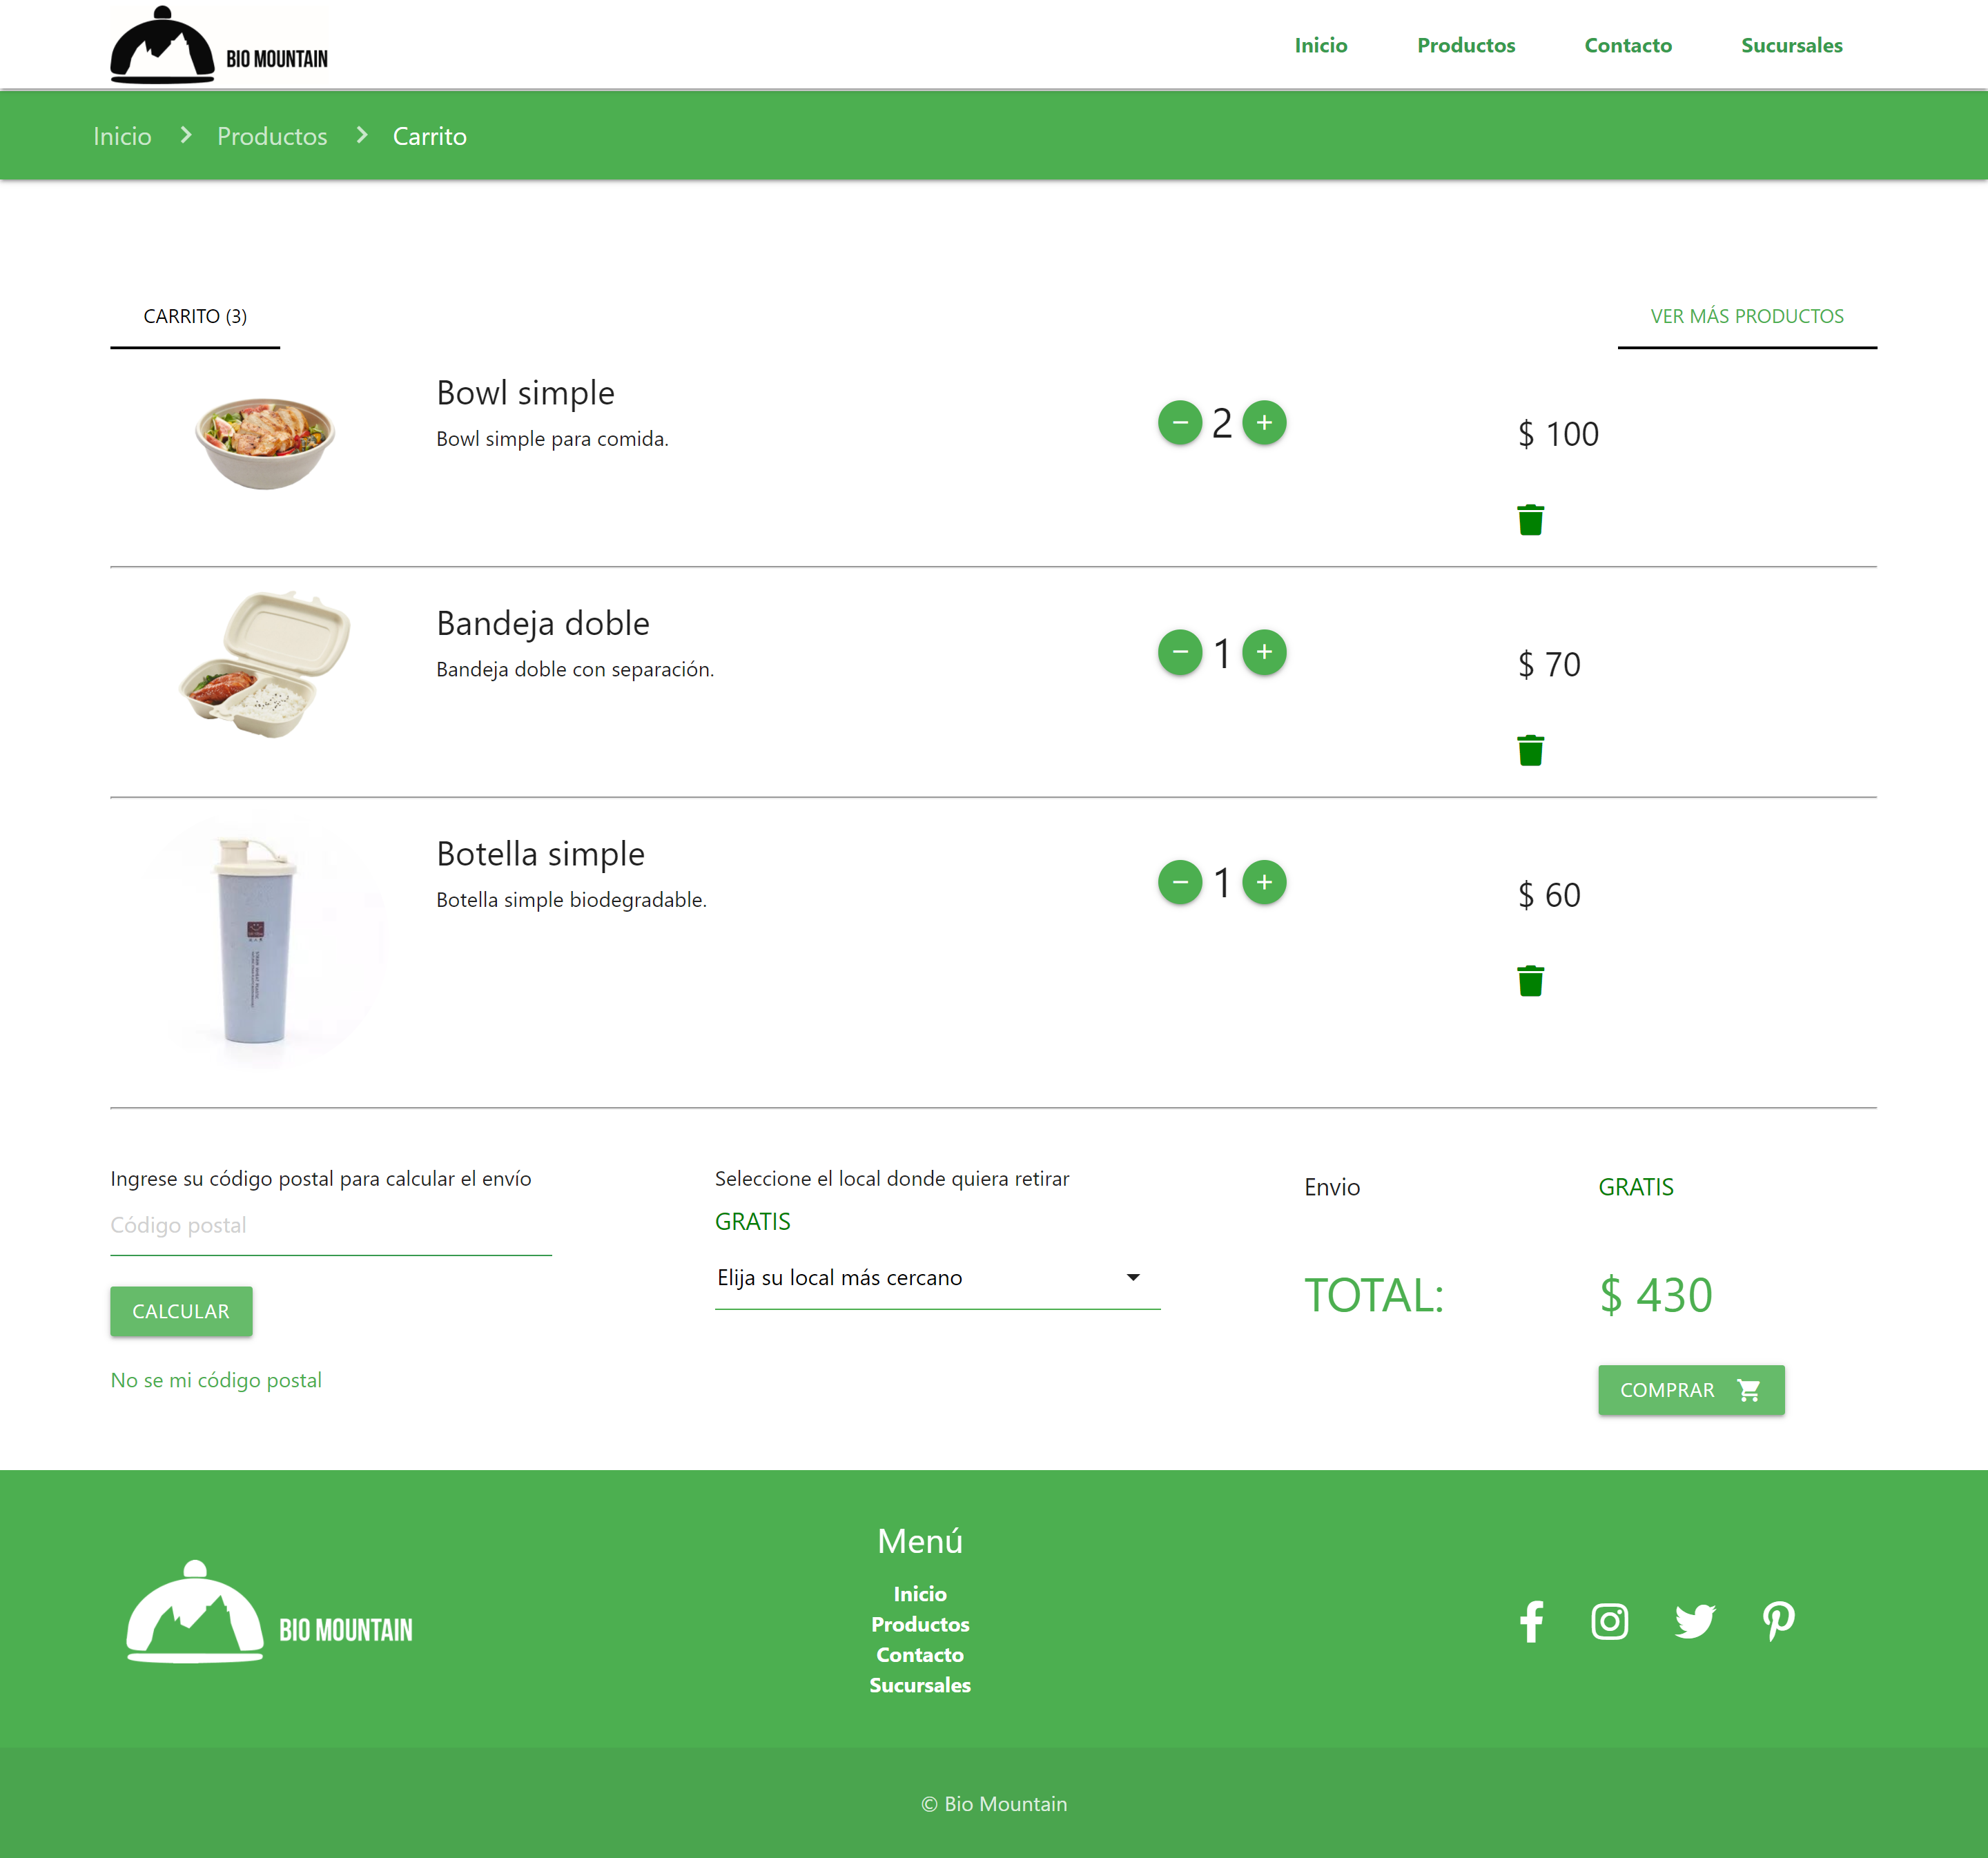 BIO MOUNTAIN
Inicio Productos Contacto Sucursales
Inicio Productos Carrito
CARRITO (3) VER MÁS PRODUCTOS
Bowl simple
Bowl simple para comida.
2
$ 100
Bandeja doble
Bandeja doble con separación.
1
$ 70
Botella simple
Botella simple biodegradable.
1
$ 60
Ingrese su código postal para calcular el envío
Código postal
CALCULAR
No se mi código postal
Seleccione el local donde quiera retirar
GRATIS
Elija su local más cercano
Envio GRATIS
TOTAL: $ 430
COMPRAR
BIO MOUNTAIN
Menú
Inicio
Productos
Contacto
Sucursales
© Bio Mountain